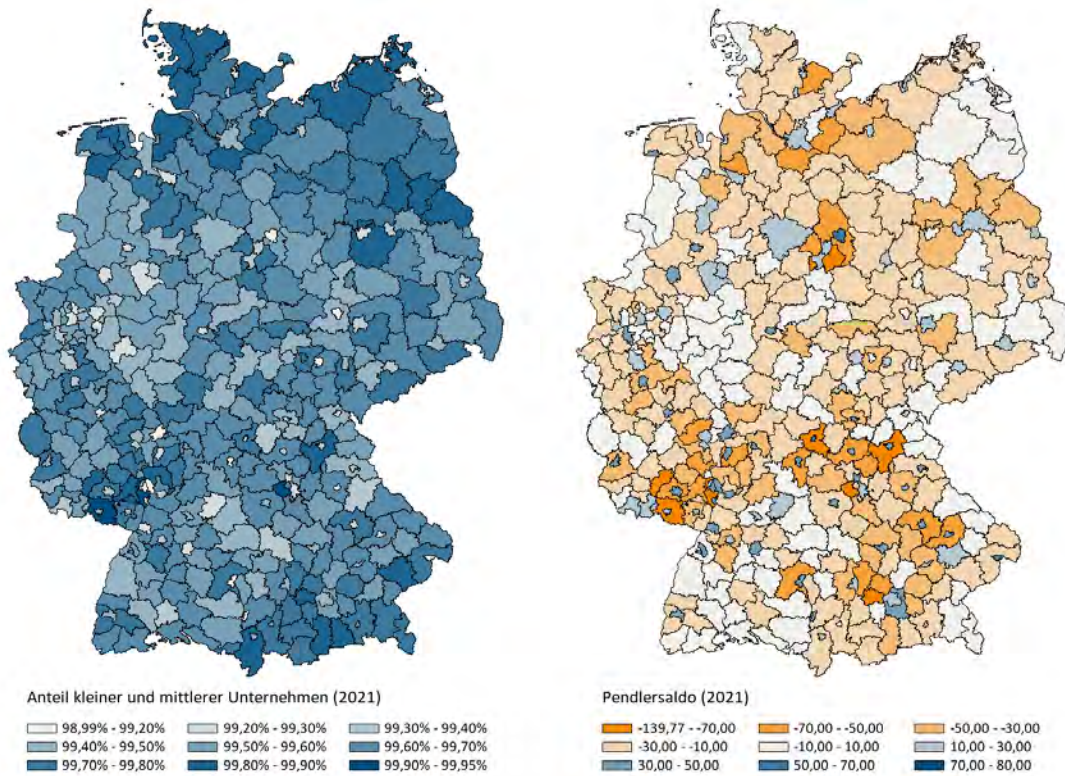 Anteil kleiner und mittlerer Unternehmen (2021)
98,99% - 99,20%
99,20% - 99,30%
99,30% - 99,40%
99,40% - 99,50%
99,50% - 99,60%
99,60% - 99,70%
99,70% - 99,80%
99,80% - 99,90%
99,90% - 99,95%
Pendlersaldo (2021)
-139,77 - -70,00
-70,00 - -50,00
-50,00 - -30,00
-30,00 - -10,00
-10,00 - 10,00
10,00 - 30,00
30,00 - 50,00
50,00 - 70,00
70,00 - 80,00